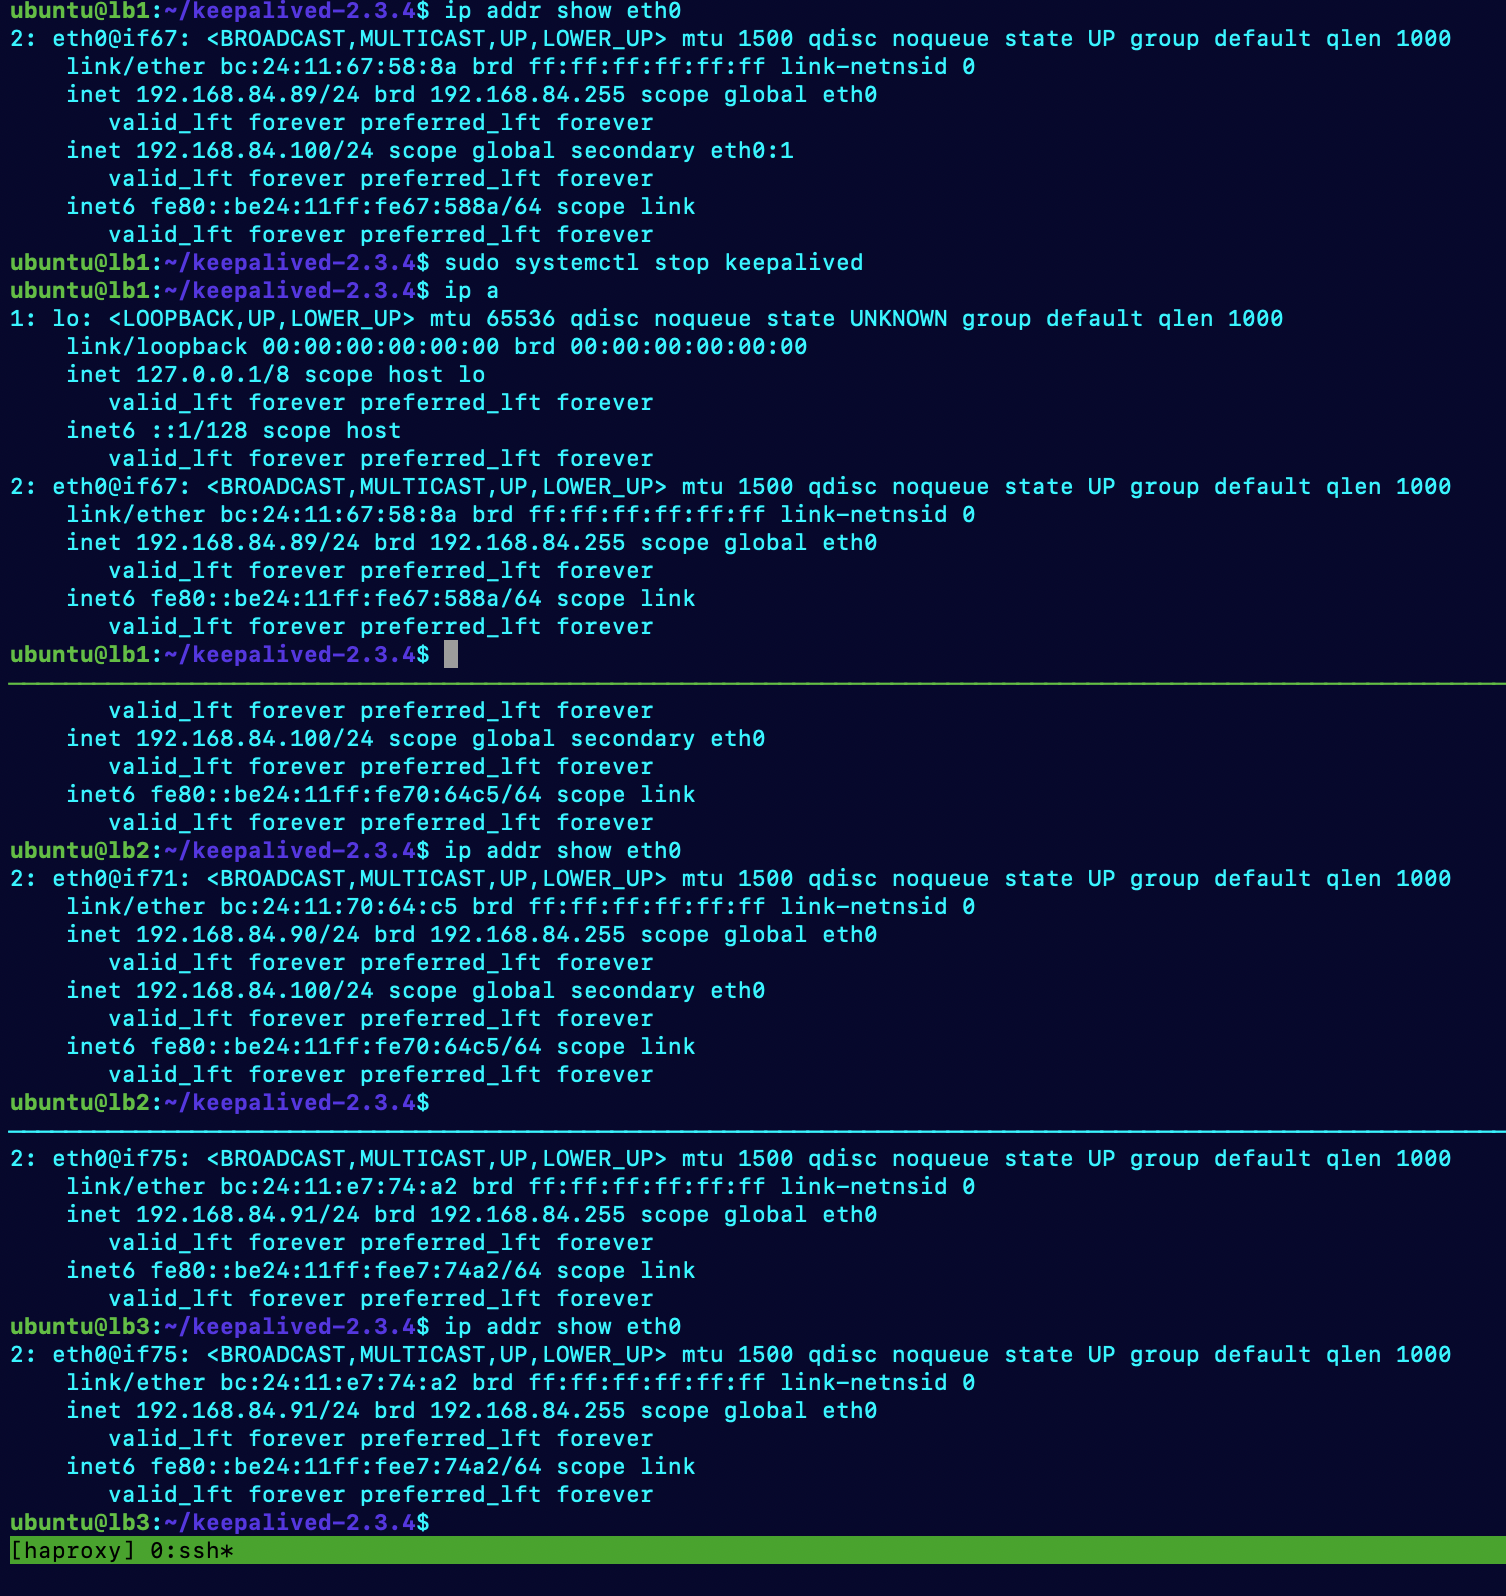 ubuntu@lb1:~/keepalived-2.3.4$ ip addr show eth0
2: eth0@if67: <BROADCAST,MULTICAST,UP,LOWER_UP> mtu 1500 qdisc noqueue state UP group default qlen 1000
    link/ether bc:24:11:67:58:8a brd ff:ff:ff:ff:ff:ff link-netnsid 0
    inet 192.168.84.89/24 brd 192.168.84.255 scope global eth0
       valid_lft forever preferred_lft forever
    inet 192.168.84.100/24 scope global secondary eth0:1
       valid_lft forever preferred_lft forever
    inet6 fe80::be24:11ff:fe67:588a/64 scope link
       valid_lft forever preferred_lft forever
ubuntu@lb1:~/keepalived-2.3.4$ sudo systemctl stop keepalived
ubuntu@lb1:~/keepalived-2.3.4$ ip a
1: lo: <LOOPBACK,UP,LOWER_UP> mtu 65536 qdisc noqueue state UNKNOWN group default qlen 1000
    link/loopback 00:00:00:00:00:00 brd 00:00:00:00:00:00
    inet 127.0.0.1/8 scope host lo
       valid_lft forever preferred_lft forever
    inet6 ::1/128 scope host
       valid_lft forever preferred_lft forever
2: eth0@if67: <BROADCAST,MULTICAST,UP,LOWER_UP> mtu 1500 qdisc noqueue state UP group default qlen 1000
    link/ether bc:24:11:67:58:8a brd ff:ff:ff:ff:ff:ff link-netnsid 0
    inet 192.168.84.89/24 brd 192.168.84.255 scope global eth0
       valid_lft forever preferred_lft forever
    inet6 fe80::be24:11ff:fe67:588a/64 scope link
       valid_lft forever preferred_lft forever
ubuntu@lb1:~/keepalived-2.3.4$
       valid_lft forever preferred_lft forever
    inet 192.168.84.100/24 scope global secondary eth0
       valid_lft forever preferred_lft forever
    inet6 fe80::be24:11ff:fe70:64c5/64 scope link
       valid_lft forever preferred_lft forever
ubuntu@lb2:~/keepalived-2.3.4$ ip addr show eth0
2: eth0@if71: <BROADCAST,MULTICAST,UP,LOWER_UP> mtu 1500 qdisc noqueue state UP group default qlen 1000
    link/ether bc:24:11:70:64:c5 brd ff:ff:ff:ff:ff:ff link-netnsid 0
    inet 192.168.84.90/24 brd 192.168.84.255 scope global eth0
       valid_lft forever preferred_lft forever
    inet 192.168.84.100/24 scope global secondary eth0
       valid_lft forever preferred_lft forever
    inet6 fe80::be24:11ff:fe70:64c5/64 scope link
       valid_lft forever preferred_lft forever
ubuntu@lb2:~/keepalived-2.3.4$
2: eth0@if75: <BROADCAST,MULTICAST,UP,LOWER_UP> mtu 1500 qdisc noqueue state UP group default qlen 1000
    link/ether bc:24:11:e7:74:a2 brd ff:ff:ff:ff:ff:ff link-netnsid 0
    inet 192.168.84.91/24 brd 192.168.84.255 scope global eth0
       valid_lft forever preferred_lft forever
    inet6 fe80::be24:11ff:fee7:74a2/64 scope link
       valid_lft forever preferred_lft forever
ubuntu@lb3:~/keepalived-2.3.4$ ip addr show eth0
2: eth0@if75: <BROADCAST,MULTICAST,UP,LOWER_UP> mtu 1500 qdisc noqueue state UP group default qlen 1000
    link/ether bc:24:11:e7:74:a2 brd ff:ff:ff:ff:ff:ff link-netnsid 0
    inet 192.168.84.91/24 brd 192.168.84.255 scope global eth0
       valid_lft forever preferred_lft forever
    inet6 fe80::be24:11ff:fee7:74a2/64 scope link
       valid_lft forever preferred_lft forever
ubuntu@lb3:~/keepalived-2.3.4$
[haproxy] 0:ssh*